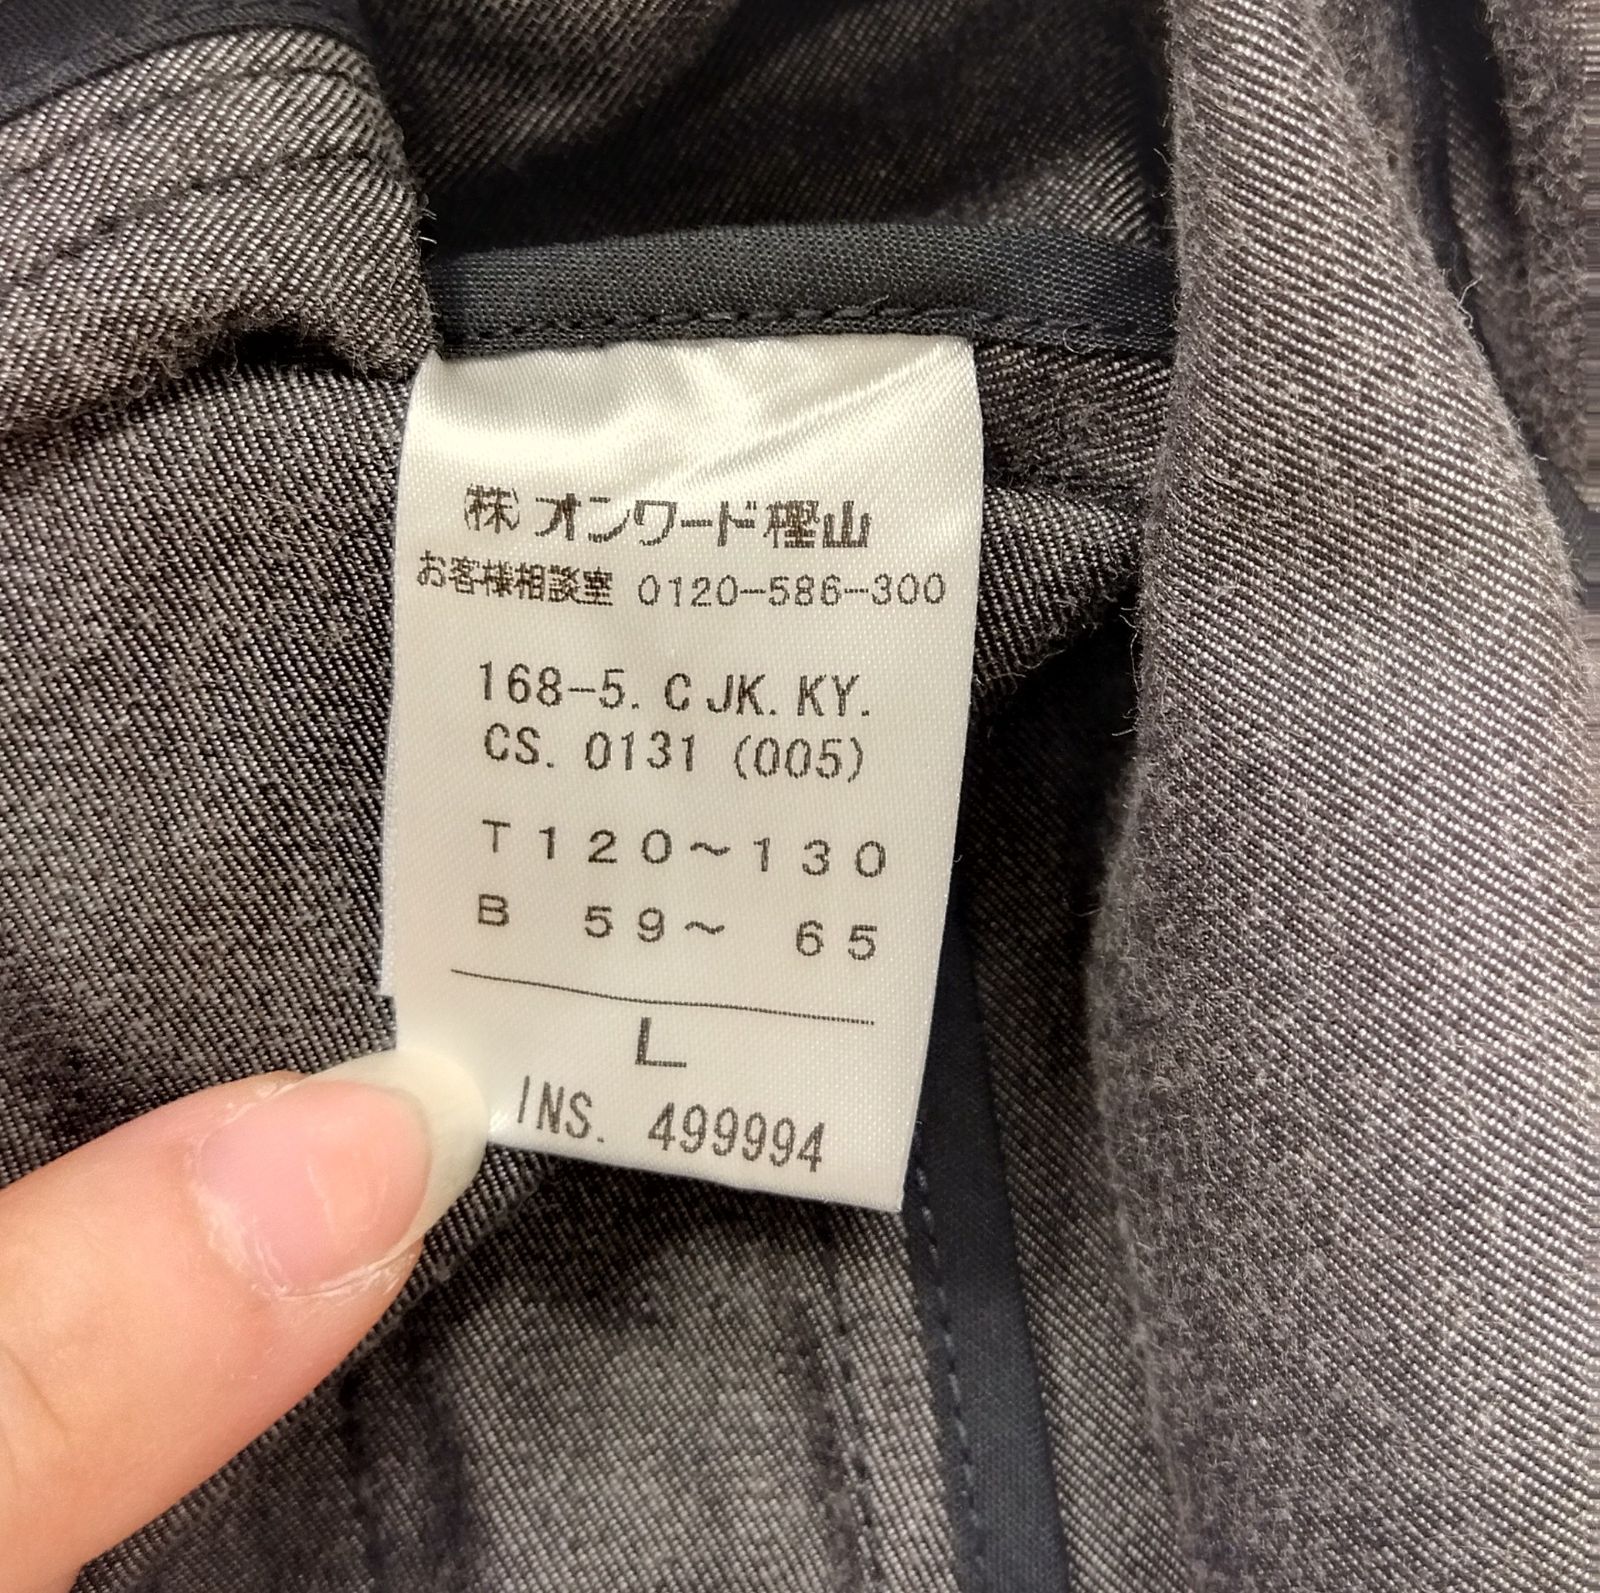 (株)オンワード樫山
お客様相談室 0120-586-300
168-5. C JK. KY.
CS. 0131 (005)
T120~130
B 59~ 65
L
INS. 499994